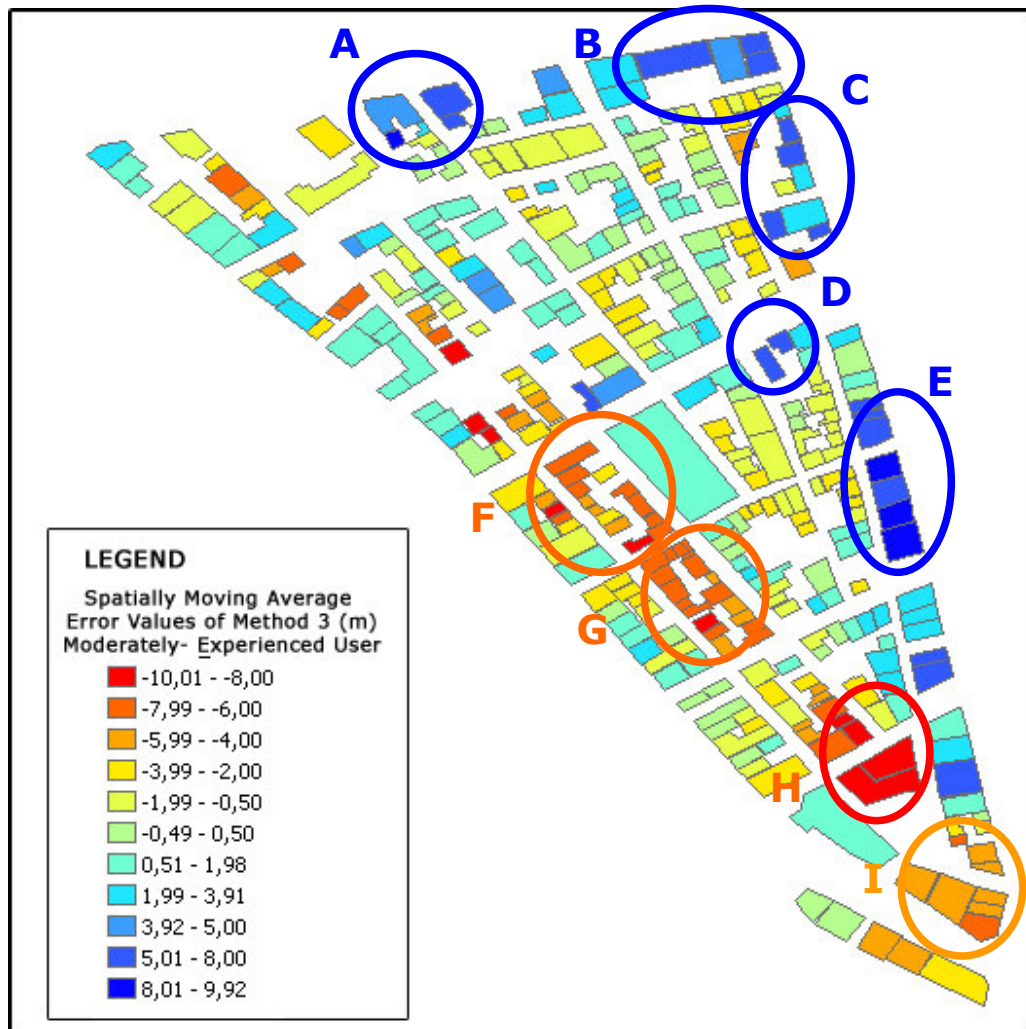 A
B
C
D
E
F
G
H
I
LEGEND
Spatially Moving Average
Error Values of Method 3 (m)
Moderately- Experienced User
-10,01 - -8,00
-7,99 - -6,00
-5,99 - -4,00
-3,99 - -2,00
-1,99 - -0,50
-0,49 - 0,50
0,51 - 1,98
1,99 - 3,91
3,92 - 5,00
5,01 - 8,00
8,01 - 9,92